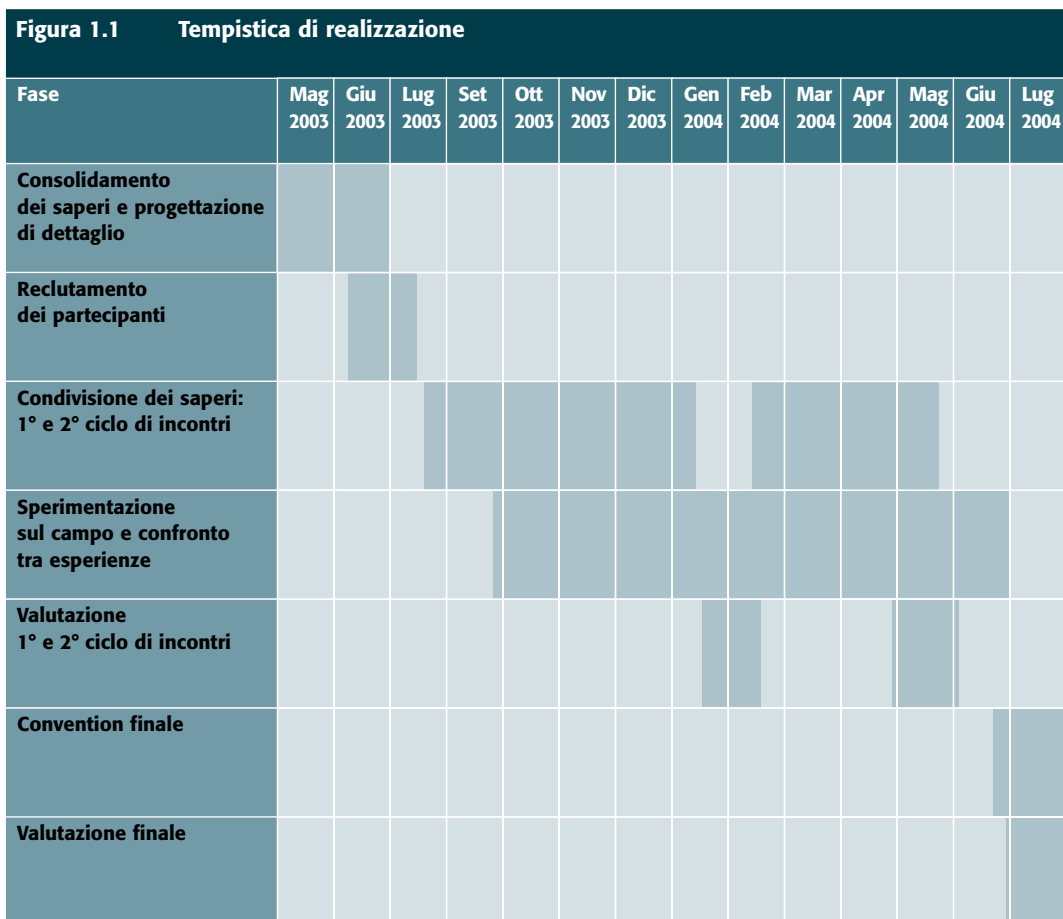 Figura 1.1 Tempistica di realizzazione
Fase Mag Giu Lug Set Ott Nov Dic Gen Feb Mar Apr Mag Giu Lug
2003 2003 2003 2003 2003 2003 2003 2004 2004 2004 2004 2004 2004 2004
Consolidamento
dei saperi e progettazione
di dettaglio
Reclutamento
dei partecipanti
Condivisione dei saperi:
1° e 2° ciclo di incontri
Sperimentazione
sul campo e confronto
tra esperienze
Valutazione
1° e 2° ciclo di incontri
Convention finale
Valutazione finale